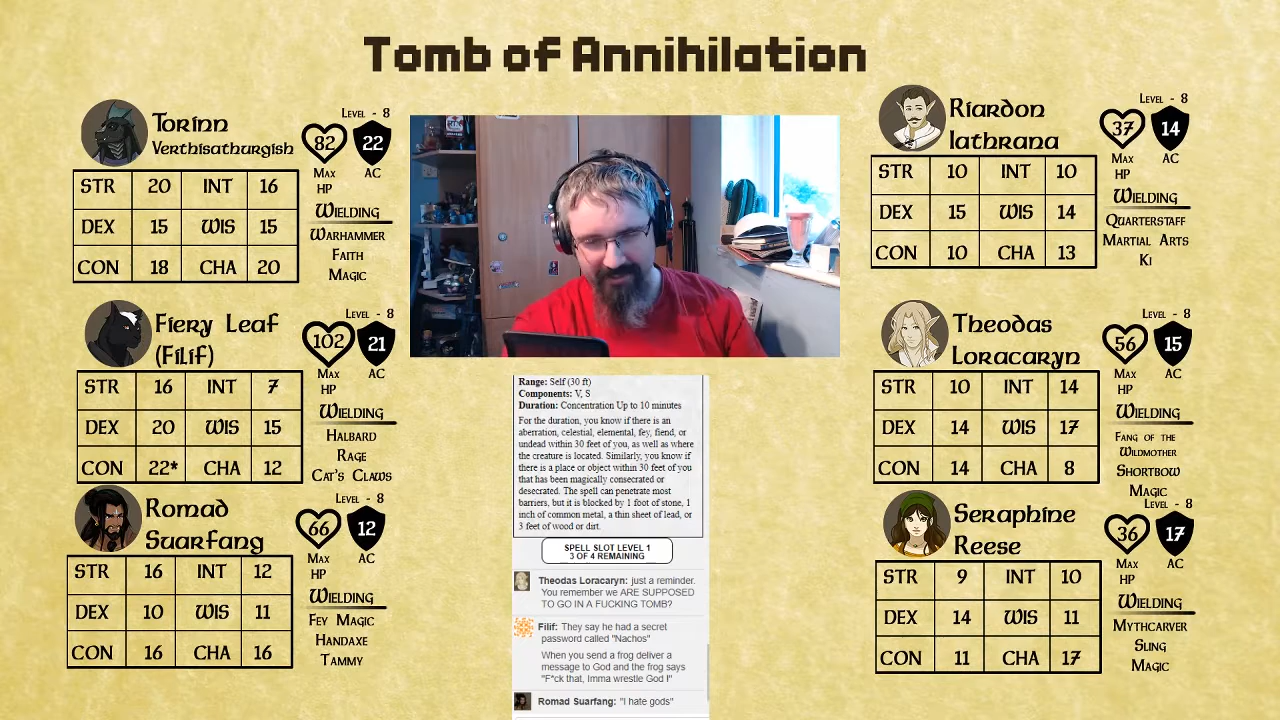 Tomb of Annihilation
Torinn
Verthisathurgish
Level - 8
82
22
Max HP
AC
STR 20 INT 16
DEX 15 WIS 15
CON 18 CHA 20
Wielding
Warhammer
Faith
Magic
Fiery Leaf
(Filif)
Level - 8
102
21
Max HP
AC
STR 16 INT 7
DEX 20 WIS 15
CON 22* CHA 12
Wielding
Halbard
Rage
Cat's Claws
Romad
Suarfang
Level - 8
66
12
Max HP
AC
STR 16 INT 12
DEX 10 WIS 11
CON 16 CHA 16
Wielding
Fey Magic
Handaxe
Tammy
Range: Self (30 ft)
Components: V, S
Duration: Concentration Up to 10 minutes
For the duration, you know if there is an
aberration, celestial, elemental, fey, fiend, or
undead within 30 feet of you, as well as where
the creature is located. Similarly, you know if
there is a place or object within 30 feet of you
that has been magically consecrated or
desecrated. The spell can penetrate most
barriers, but it is blocked by 1 foot of stone, 1
inch of common metal, a thin sheet of lead, or
3 feet of wood or dirt.
SPELL SLOT LEVEL 1
3 OF 4 REMAINING
Theodas Loracaryn: just a reminder.
You remember we ARE SUPPOSED
TO GO IN A FUCKING TOMB?
Filif: They say he had a secret
password called "Nachos"
When you send a frog deliver a
message to God and the frog says
"F*ck that, Imma wrestle God !"
Romad Suarfang: "I hate gods"
Riardon
Iathrana
Level - 8
37
14
Max HP
AC
STR 10 INT 10
DEX 15 WIS 14
CON 10 CHA 13
Wielding
Quarterstaff
Martial Arts
Ki
Theodas
Loracaryn
Level - 8
56
15
Max HP
AC
STR 10 INT 14
DEX 14 WIS 17
CON 14 CHA 8
Wielding
Fang of the
Wildmother
Shortbow
Magic
Seraphine
Reese
Level - 8
36
17
Max HP
AC
STR 9 INT 10
DEX 14 WIS 11
CON 11 CHA 17
Wielding
Mythcarver
Sling
Magic